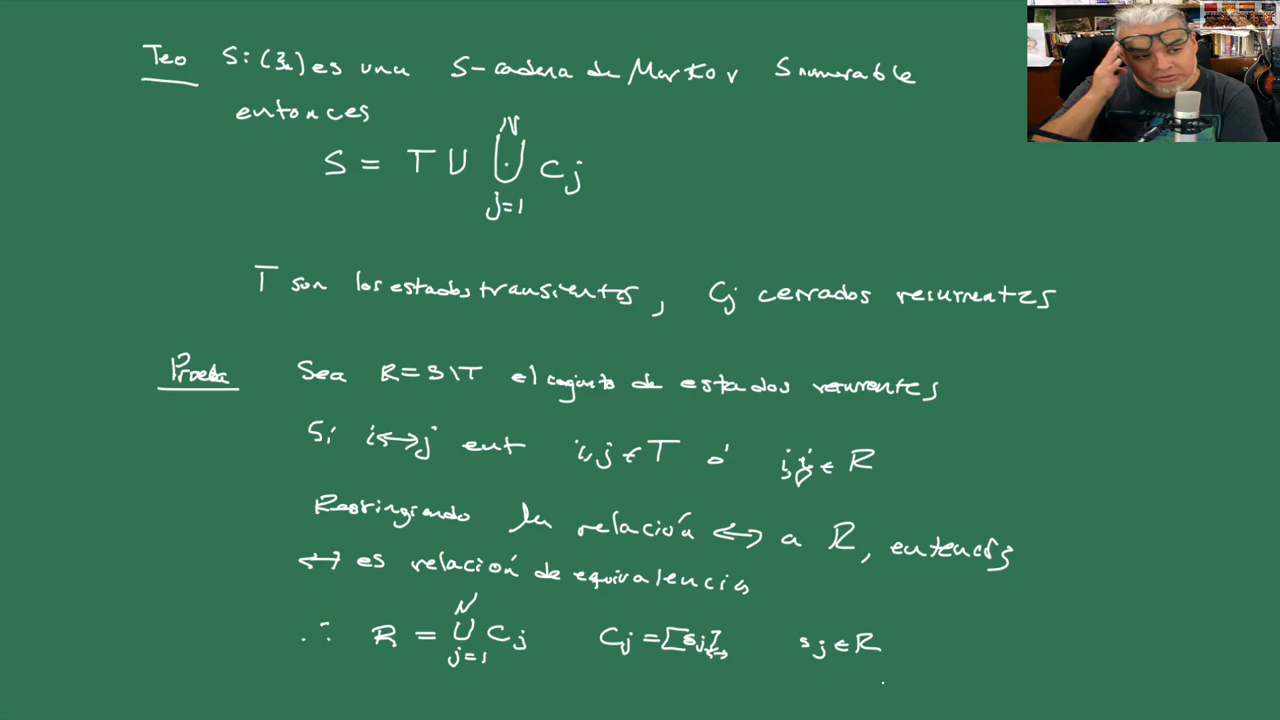 Teo S:(ξₙ) es una S-cadena de Markov S numerable
entonces
S = T ∪ ⋃_{j=1}^{N} Cj
T son los estados transientes, Cj cerrados recurrentes
Prueba Sea R = S\T el conjunto de estados recurrentes
Si i↔j ent i,j ∈ T ó i,j ∈ R
Restringiendo la relación ↔ a R, entonces
↔ es relación de equivalencia
∴ R = ⋃_{j=1}^{N} Cj Cj = [sj]↔ sj ∈ R